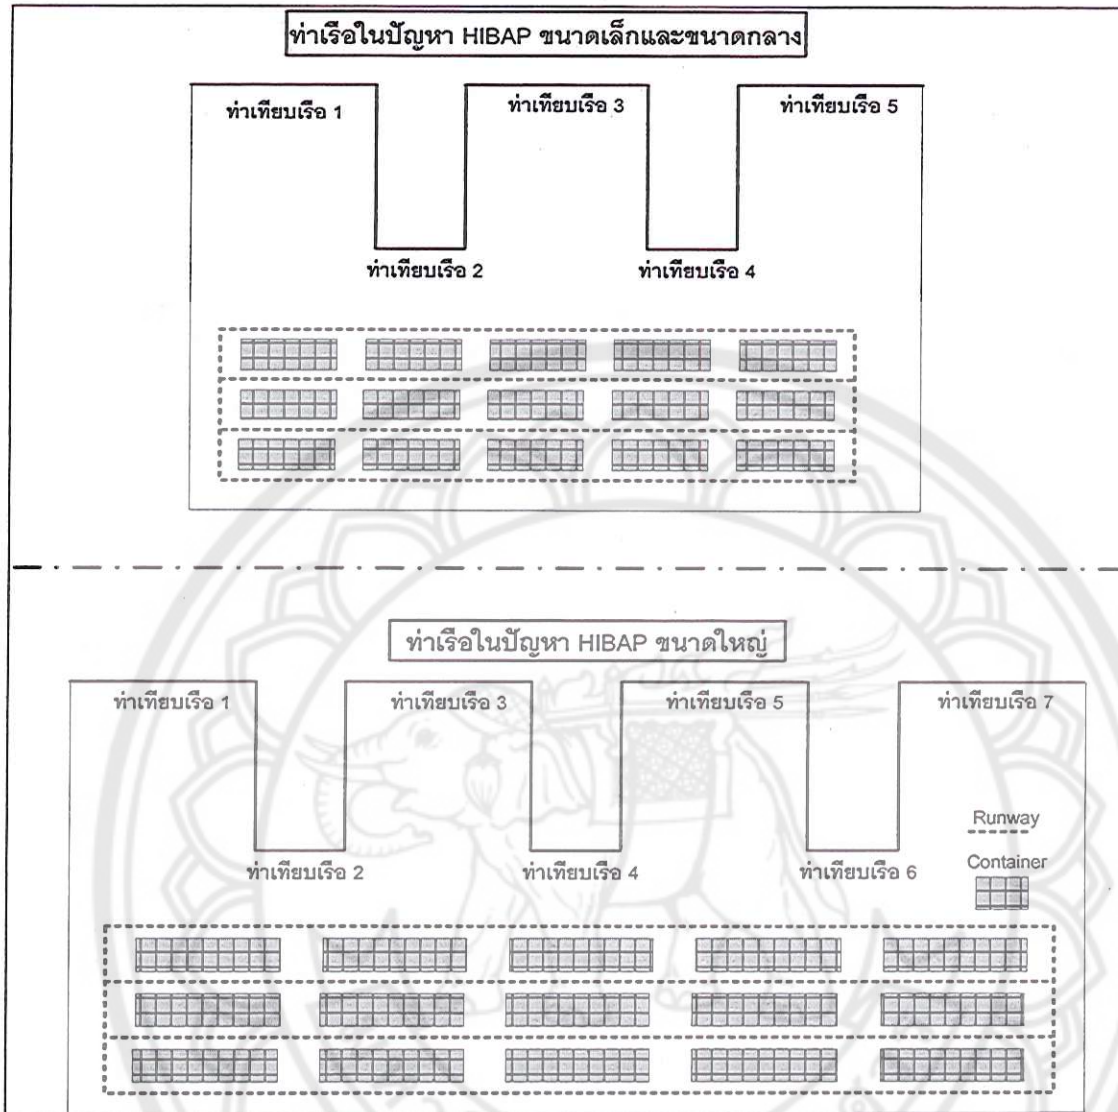 ท่าเรือในปัญหา HIBAP ขนาดเล็กและขนาดกลาง
ท่าเทียบเรือ 1
ท่าเทียบเรือ 3
ท่าเทียบเรือ 5
ท่าเทียบเรือ 2
ท่าเทียบเรือ 4
ท่าเรือในปัญหา HIBAP ขนาดใหญ่
ท่าเทียบเรือ 1
ท่าเทียบเรือ 3
ท่าเทียบเรือ 5
ท่าเทียบเรือ 7
Runway
Container
ท่าเทียบเรือ 2
ท่าเทียบเรือ 4
ท่าเทียบเรือ 6